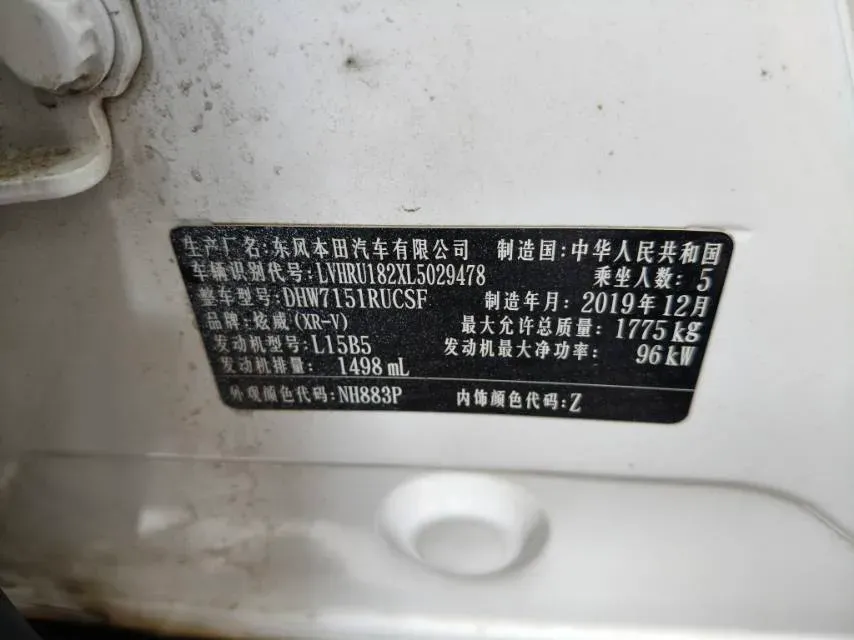 生产厂名:东风本田汽车有限公司 制造国:中华人民共和国
车辆识别代号:LVHRU182XL5029478 乘坐人数:5
整车型号:DHW7151RUCSF 制造年月:2019年12月
品牌:炫威(XR-V) 最大允许总质量:1775kg
发动机型号:L15B5 发动机最大净功率:96kW
发动机排量:1498mL
外观颜色代码:NH883P 内饰颜色代码:Z